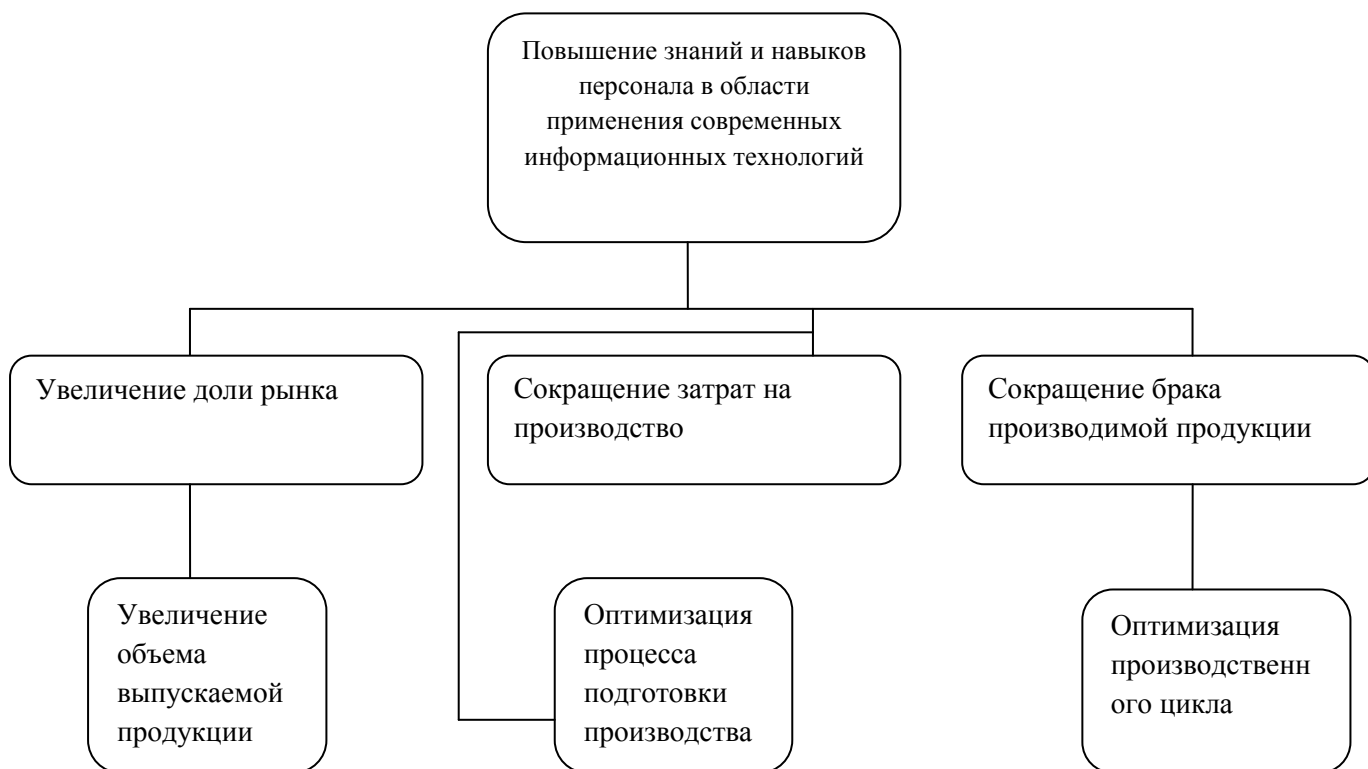 Повышение знаний и навыков
персонала в области
применения современных
информационных технологий
Увеличение доли рынка
Сокращение затрат на
производство
Сокращение брака
производимой продукции
Увеличение
объема
выпускаемой
продукции
Оптимизация
процесса
подготовки
производства
Оптимизация
производственн
ого цикла